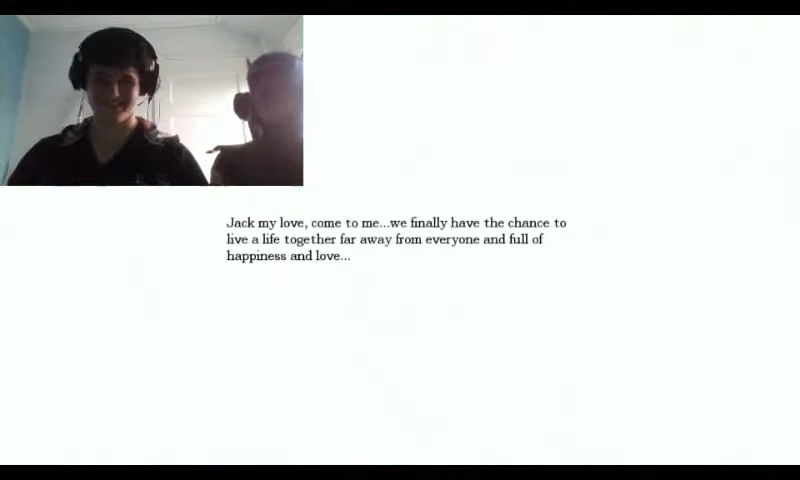 Jack my love, come to me...we finally have the chance to
live a life together far away from everyone and full of
happiness and love...